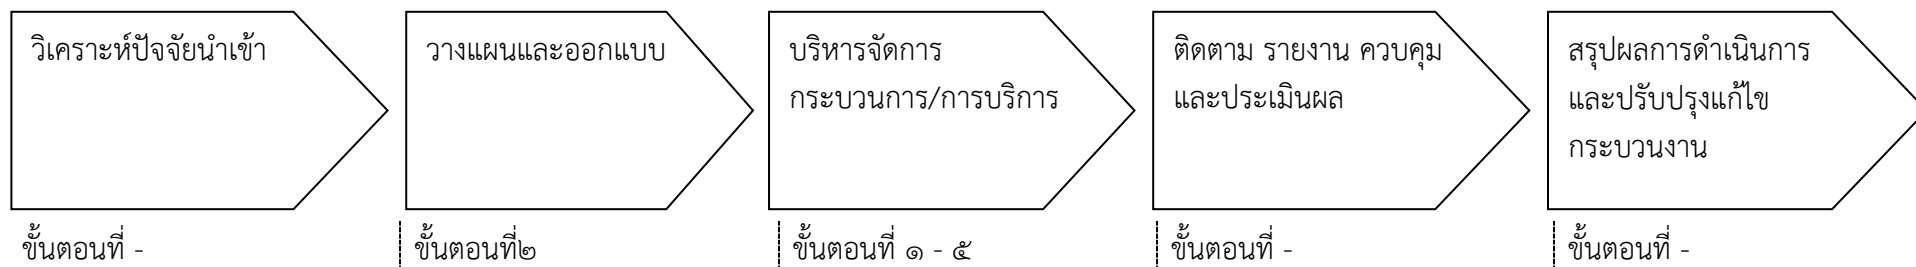 วิเคราะห์ปัจจัยนำเข้า
วางแผนและออกแบบ
บริหารจัดการ
กระบวนการ/การบริการ
ติดตาม รายงาน ควบคุม
และประเมินผล
สรุปผลการดำเนินการ
และปรับปรุงแก้ไข
กระบวนงาน
ขั้นตอนที่ -
ขั้นตอนที่๒
ขั้นตอนที่ ๑ - ๕
ขั้นตอนที่ -
ขั้นตอนที่ -